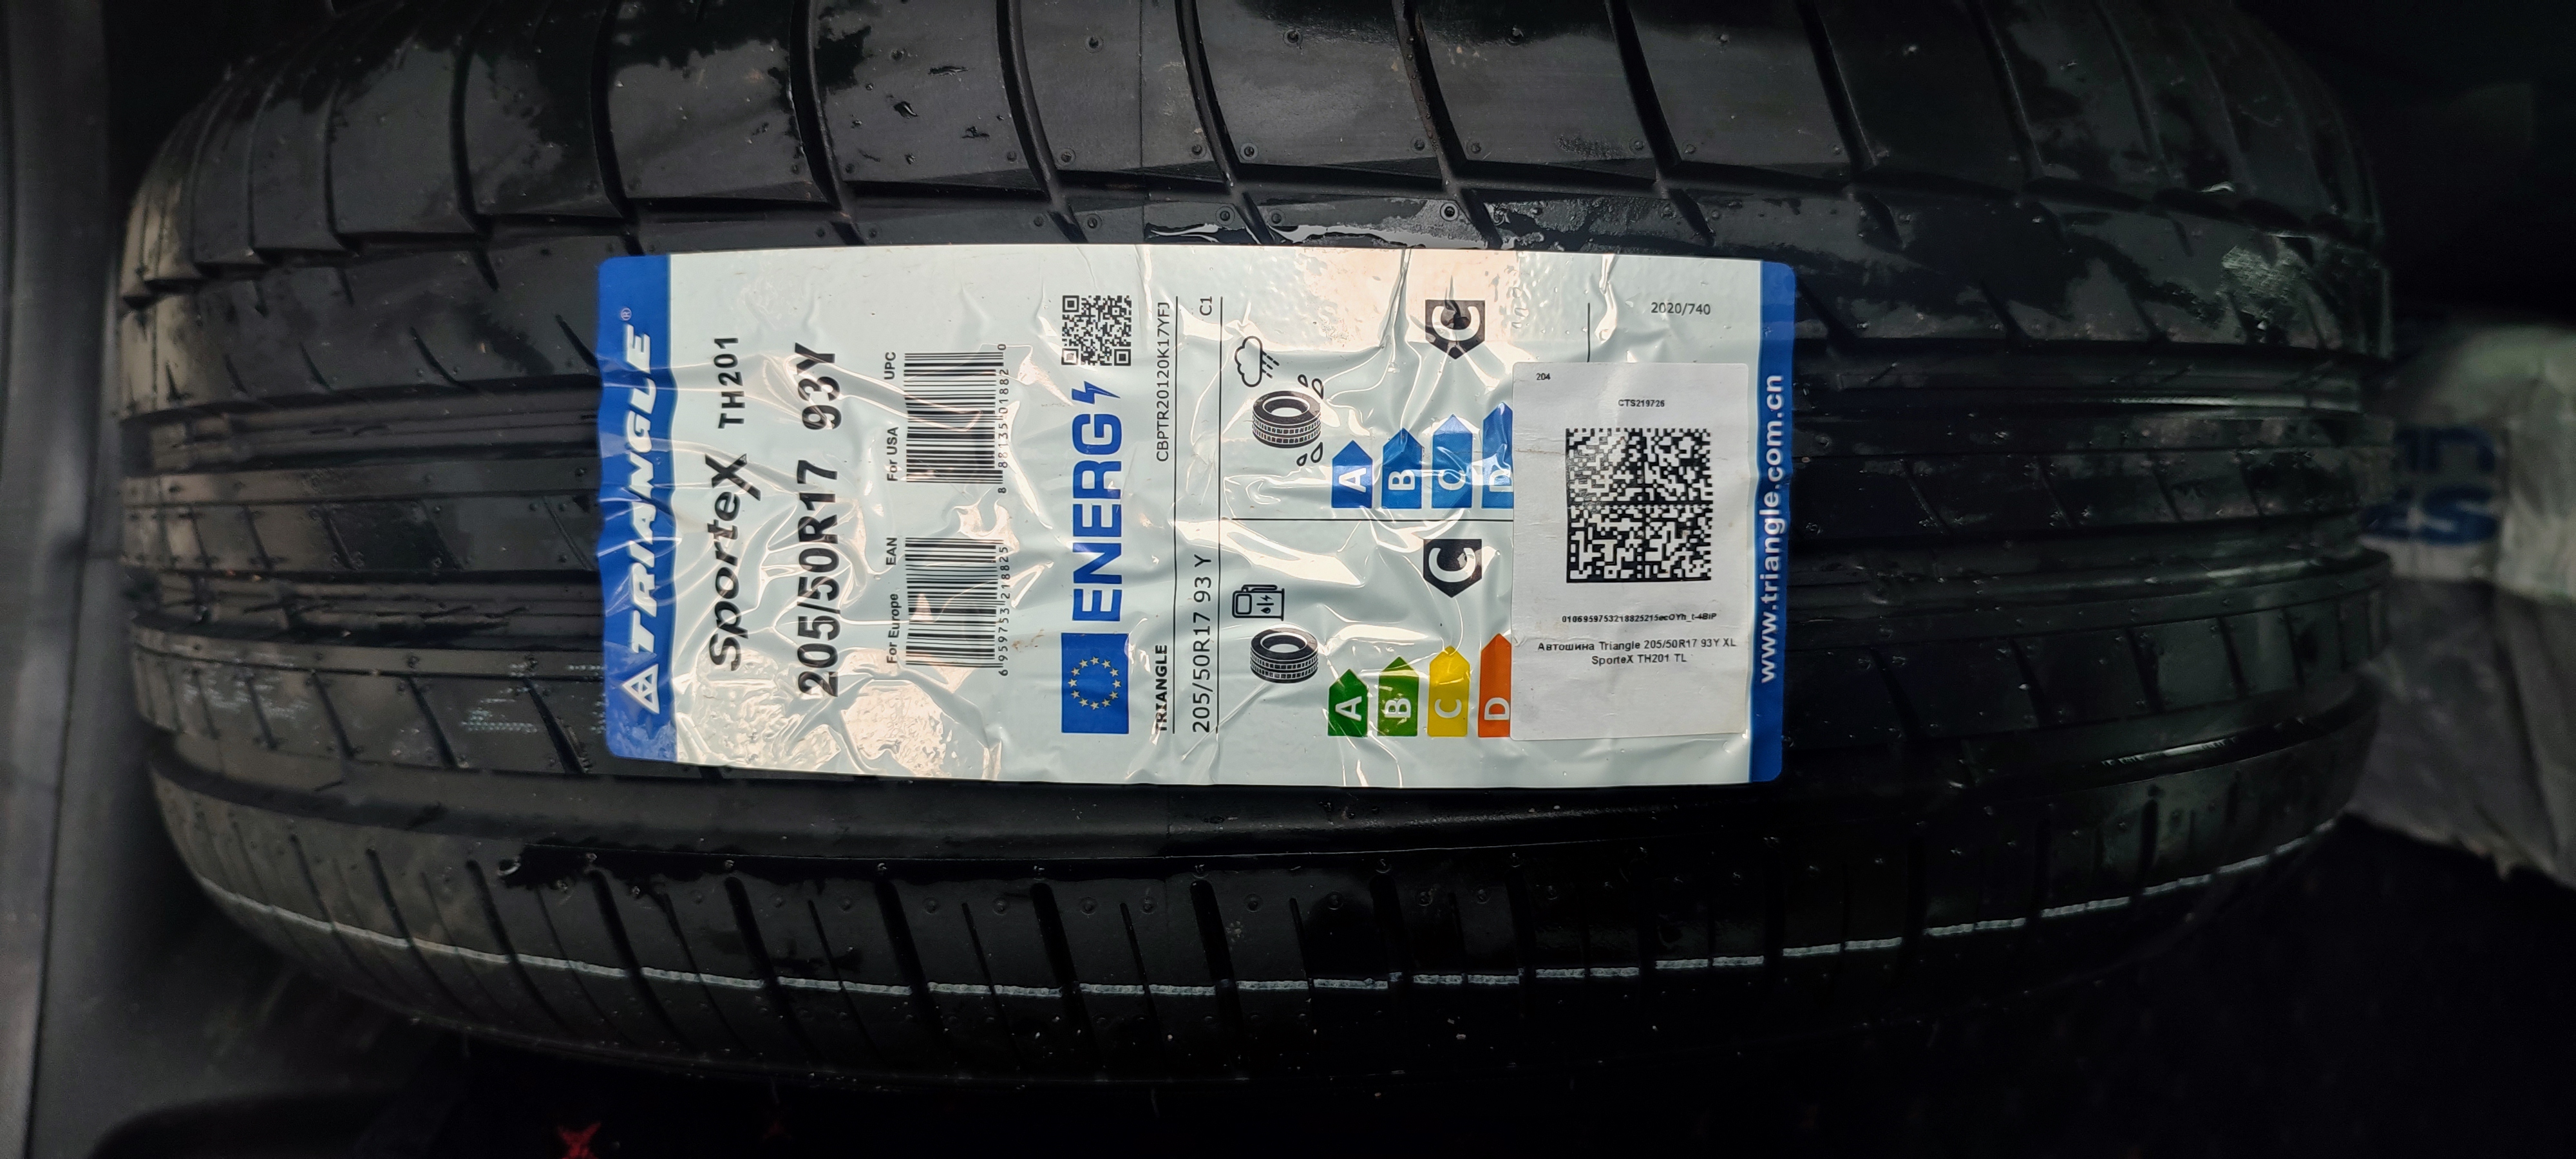 TRIANGLE®
SporteX TH201
205/50R17 93Y
For Europe EAN
For USA UPC
6 959753 218825
8 88135 01882 0
ENERG
TRIANGLE
CBPTR20120K17YFJ
205/50R17 93 Y
C1
A
B
C
D
C
A
B
C
D
C
2020/740
204
CTS219726
Автошина Triangle 205/50R17 93Y XL
SporteX TH201 TL
www.triangle.com.cn